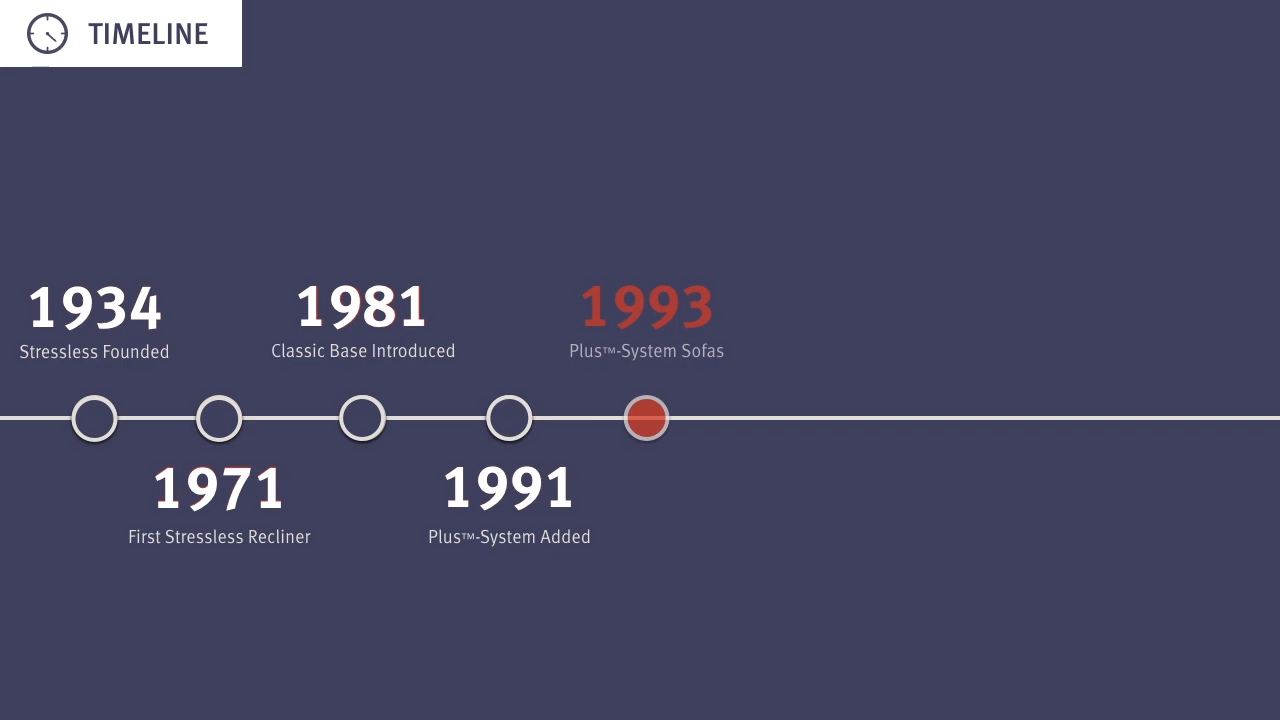 TIMELINE
1934
Stressless Founded
1981
Classic Base Introduced
1993
Plus™-System Sofas
1971
First Stressless Recliner
1991
Plus™-System Added